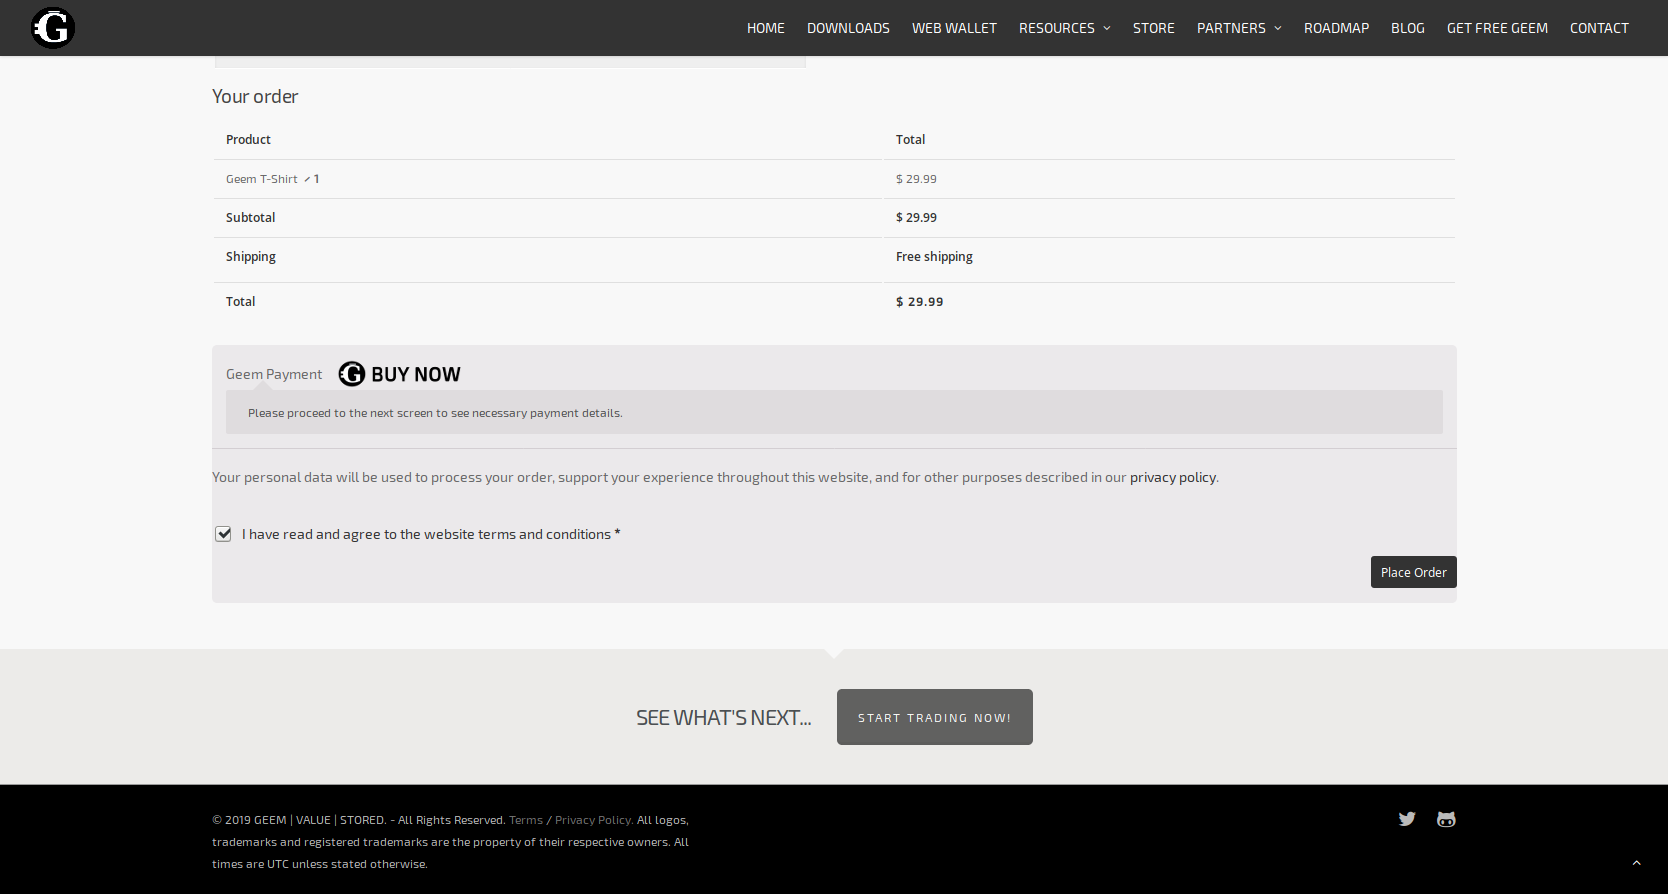 G HOME DOWNLOADS WEB WALLET RESOURCES STORE PARTNERS ROADMAP BLOG GET FREE GEEM CONTACT
Your order
Product Total
Geem T-Shirt × 1 $ 29.99
Subtotal $ 29.99
Shipping Free shipping
Total $ 29.99
Geem Payment G BUY NOW
Please proceed to the next screen to see necessary payment details.
Your personal data will be used to process your order, support your experience throughout this website, and for other purposes described in our privacy policy.
I have read and agree to the website terms and conditions *
Place Order
SEE WHAT'S NEXT... START TRADING NOW!
© 2019 GEEM | VALUE | STORED. - All Rights Reserved. Terms / Privacy Policy. All logos,
trademarks and registered trademarks are the property of their respective owners. All
times are UTC unless stated otherwise.